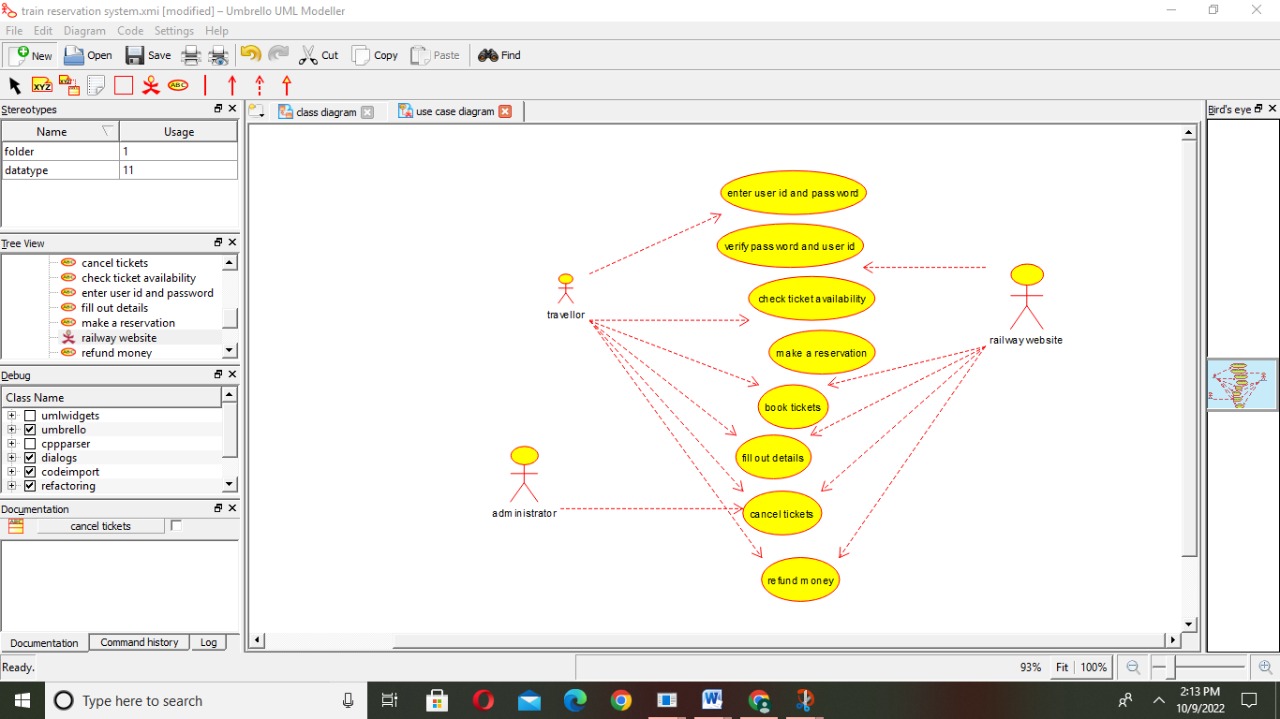 train reservation system.xmi [modified] – Umbrello UML Modeller
File Edit Diagram Code Settings Help
New Open Save Cut Copy Paste Find
XYZ XYZ ABC
Stereotypes
Name Usage
folder 1
datatype 11
Tree View
cancel tickets
check ticket availability
enter user id and password
fill out details
make a reservation
railway website
refund money
Debug
Class Name
umlwidgets
umbrello
cppparser
dialogs
codeimport
refactoring
Documentation
cancel tickets
Documentation Command history Log
class diagram use case diagram
enter user id and password
verify password and user id
check ticket availability
make a reservation
book tickets
fill out details
cancel tickets
refund money
travellor
administrator
railway website
Bird's eye
Ready.
93% Fit 100%
Type here to search
2:13 PM
10/9/2022